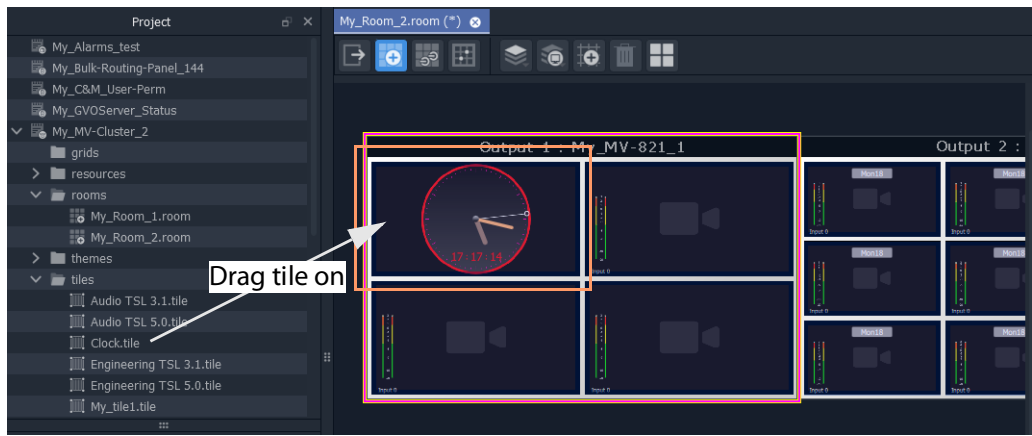 Project
My_Alarms_test
My_Bulk-Routing-Panel_144
My_C&M_User-Perm
My_GVOServer_Status
My_MV-Cluster_2
grids
resources
rooms
My_Room_1.room
My_Room_2.room
themes
tiles
Audio TSL 3.1.tile
Audio TSL 5.0.tile
Clock.tile
Engineering TSL 3.1.tile
Engineering TSL 5.0.tile
My_tile1.tile
Drag tile on
My_Room_2.room (*)
Output 1 : My_MV-821_1
Output 2 :
17:17:14
Input 0
Input 0
Input 0
Mon18
Mon18
Input 0
Input 0
Mon18
Mon18
Input 0
Input 0
Mon18
Mon18
Input 0
Input 0